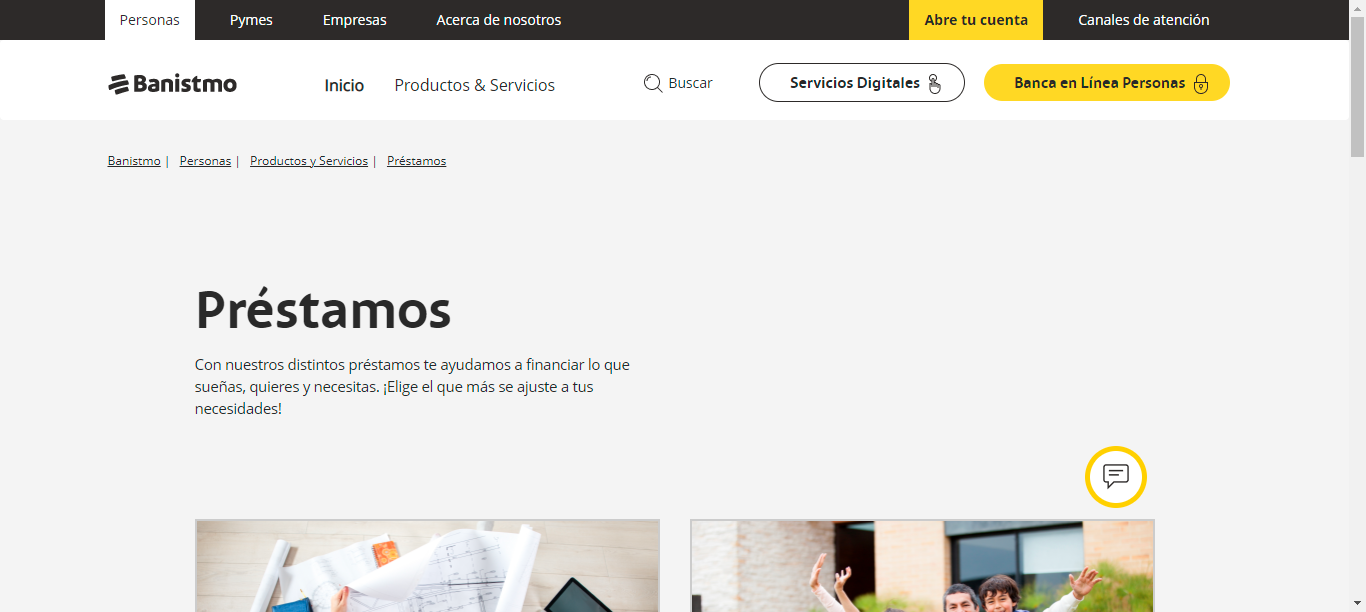 Personas Pymes Empresas Acerca de nosotros Abre tu cuenta Canales de atención
Banistmo Inicio Productos & Servicios Buscar Servicios Digitales Banca en Línea Personas
Banistmo | Personas | Productos y Servicios | Préstamos
Préstamos
Con nuestros distintos préstamos te ayudamos a financiar lo que
sueñas, quieres y necesitas. ¡Elige el que más se ajuste a tus
necesidades!